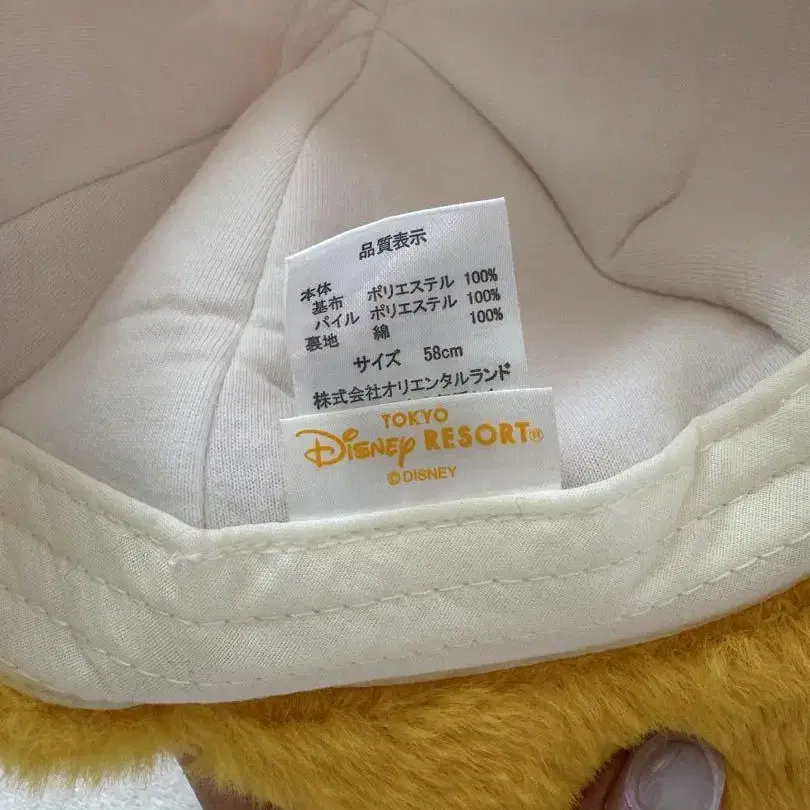 品質表示
本体
基布 ポリエステル 100%
パイル ポリエステル 100%
裏地 綿 100%
サイズ 58cm
株式会社オリエンタルランド
TOKYO
Disney RESORT®
© DISNEY